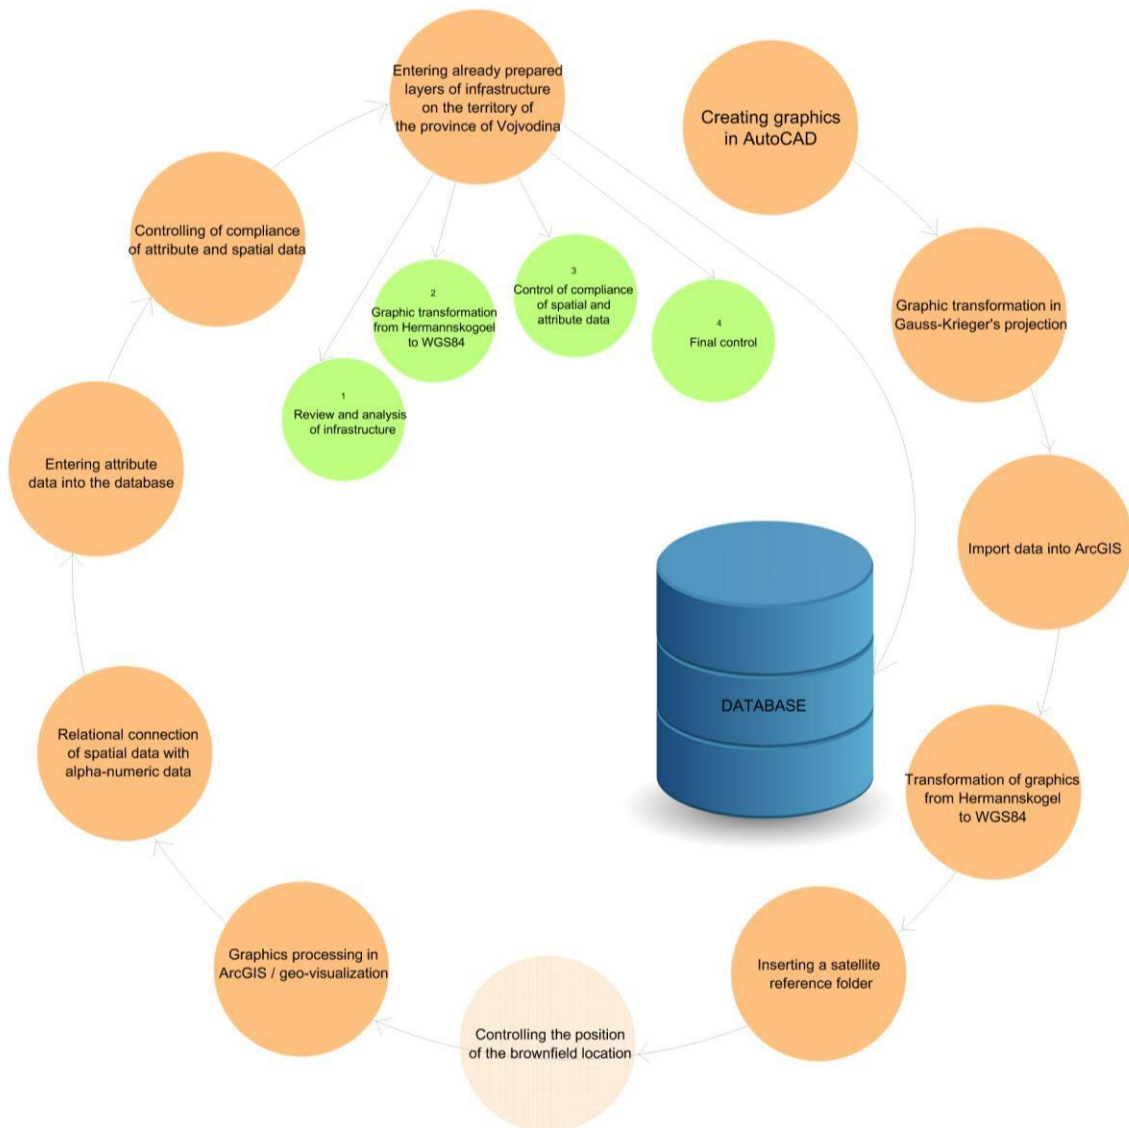 Entering already prepared
layers of infrastructure
on the territory of
the province of Vojvodina
Creating graphics
in AutoCAD
Graphic transformation in
Gauss-Krieger's projection
Import data into ArcGIS
Transformation of graphics
from Hermannskogel
to WGS84
Inserting a satellite
reference folder
Controlling the position
of the brownfield location
Graphics processing in
ArcGIS / geo-visualization
Relational connection
of spatial data with
alpha-numeric data
Entering attribute
data into the database
Controlling of compliance
of attribute and spatial data
1
Review and analysis
of infrastructure
2
Graphic transformation
from Hermannskogoel
to WGS84
3
Control of compliance
of spatial and
attribute data
4
Final control
DATABASE